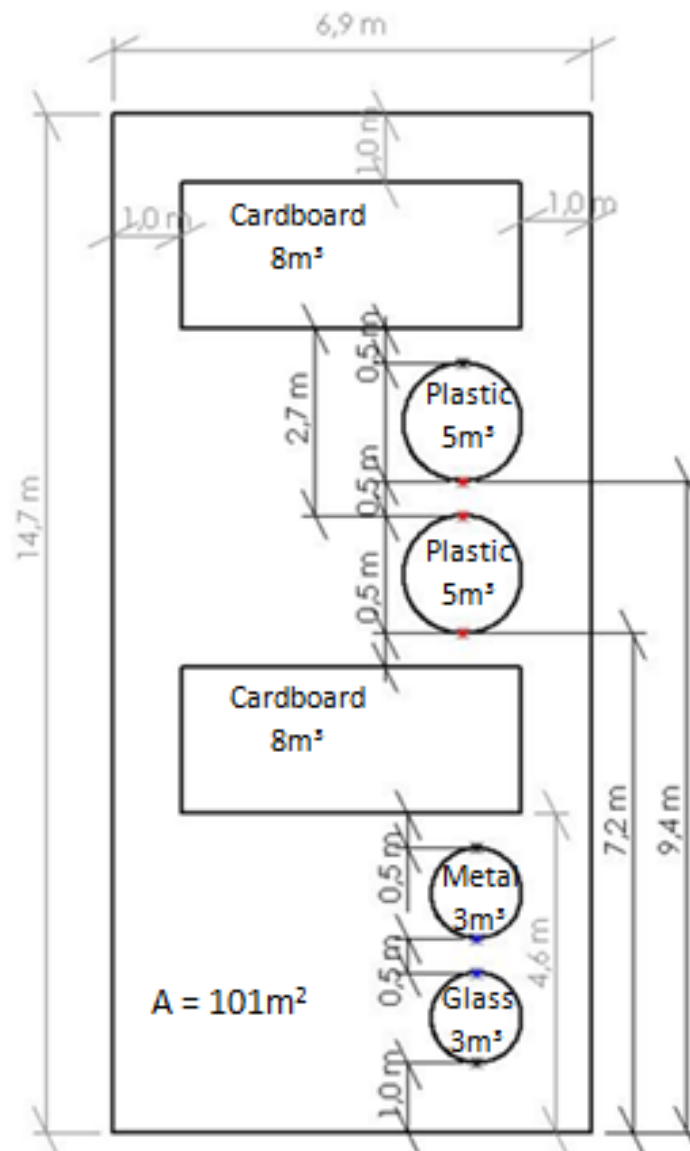 6,9 m
1,0 m
1,0 m
1,0 m
Cardboard
8m³
0,5 m
Plastic
5m³
2,7 m
0,5 m
14,7 m
Plastic
5m³
0,5 m
Cardboard
8m³
7,2 m
9,4 m
0,5 m
Metal
3m³
4,6 m
0,5 m
Glass
3m³
A = 101m²
1,0 m